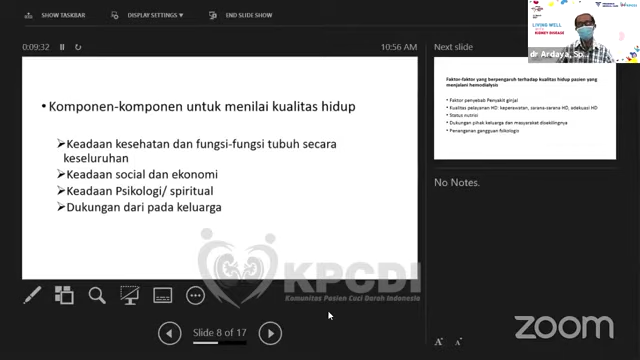 SHOW TASKBAR
DISPLAY SETTINGS ▼
END SLIDE SHOW
0:09:32
10:56 AM
• Komponen-komponen untuk menilai kualitas hidup
➢Keadaan kesehatan dan fungsi-fungsi tubuh secara
keseluruhan
➢Keadaan social dan ekonomi
➢Keadaan Psikologi/ spiritual
➢Dukungan dari pada keluarga
KPCDI
Komunitas Pasien Cuci Darah Indonesia
Slide 8 of 17
Next slide
Faktor-faktor yang berpengaruh terhadap kualitas hidup pasien yang
menjalani hemodialysis
• Faktor penyebab Penyakit ginjal
• Kualitas pelayanan HD: keperawatan, sarana-sarana HD, adekuasi HD
• Status nutrisi
• Dukungan pihak keluarga dan masyarakat disekilingnya
• Penanganan gangguan psikologis
No Notes.
A A
LIVING WELL
KIDNEY DISEASE
KPCDI
dr Ardaya, Sp...
zoom